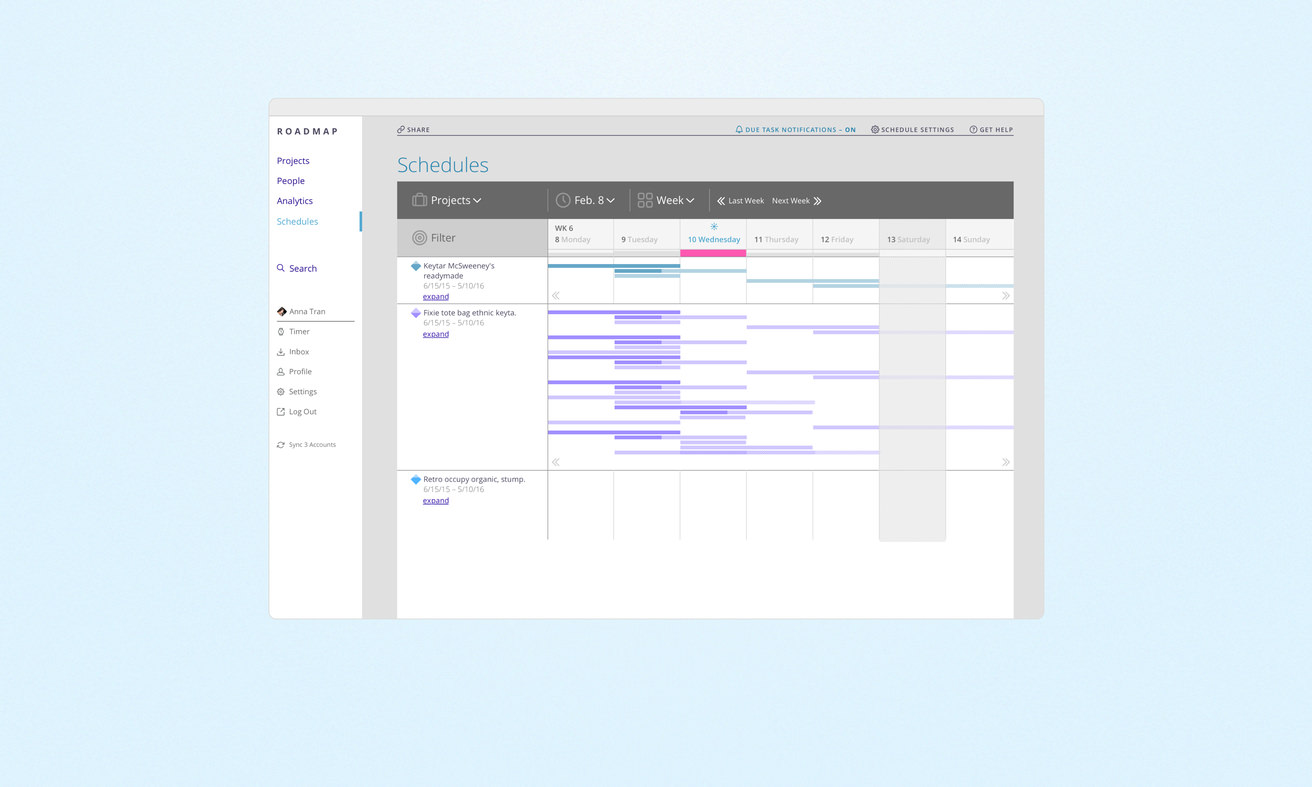 ROADMAP
Projects
People
Analytics
Schedules
Search
Anna Tran
Timer
Inbox
Profile
Settings
Log Out
Sync 3 Accounts
SHARE
DUE TASK NOTIFICATIONS – ON
SCHEDULE SETTINGS
GET HELP
Schedules
Projects
Feb. 8
Week
Last Week
Next Week
Filter
WK 6
8 Monday
9 Tuesday
10 Wednesday
11 Thursday
12 Friday
13 Saturday
14 Sunday
Keytar McSweeney's
readymade
6/15/15 – 5/10/16
expand
Fixie tote bag ethnic keyta.
6/15/15 – 5/10/16
expand
Retro occupy organic, stump.
6/15/15 – 5/10/16
expand